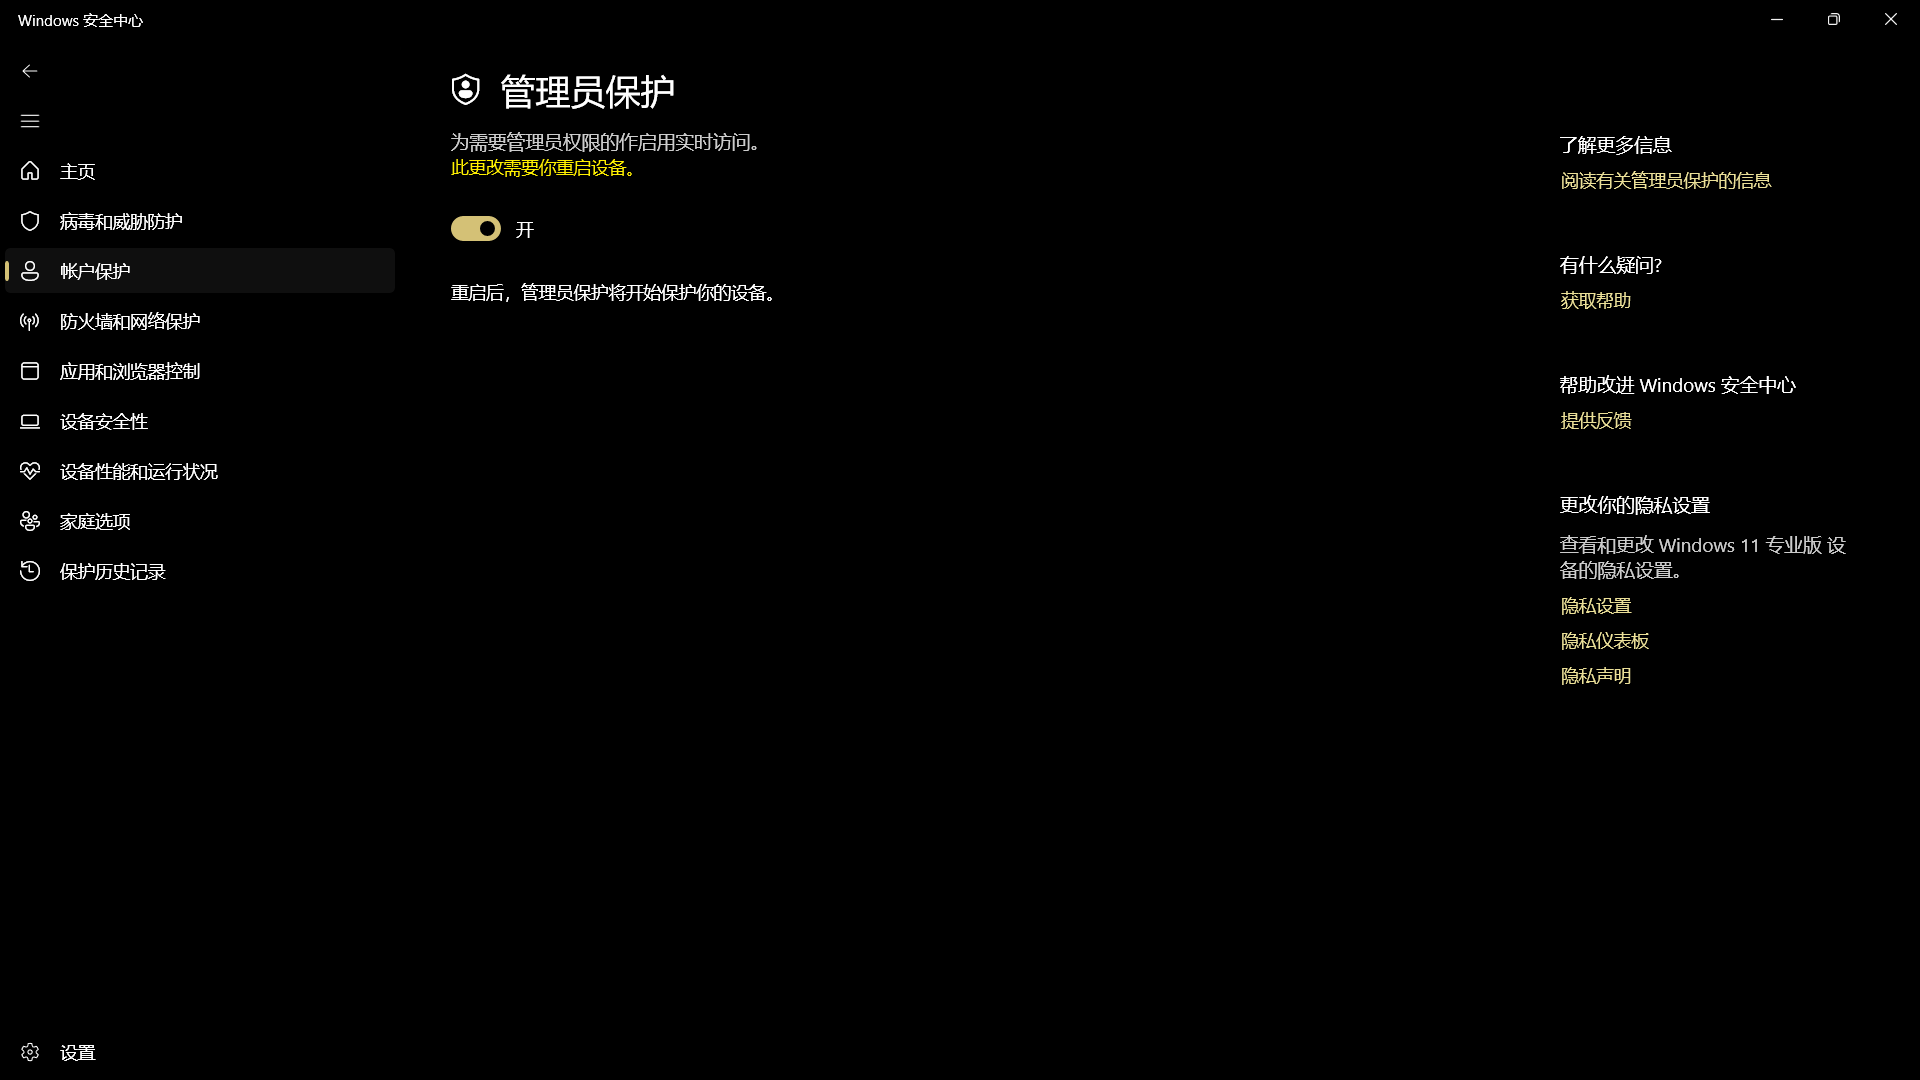 Windows 安全中心
管理员保护
为需要管理员权限的作启用实时访问。
此更改需要你重启设备。
开
重启后，管理员保护将开始保护你的设备。
主页
病毒和威胁防护
帐户保护
防火墙和网络保护
应用和浏览器控制
设备安全性
设备性能和运行状况
家庭选项
保护历史记录
设置
了解更多信息
阅读有关管理员保护的信息
有什么疑问?
获取帮助
帮助改进 Windows 安全中心
提供反馈
更改你的隐私设置
查看和更改 Windows 11 专业版 设
备的隐私设置。
隐私设置
隐私仪表板
隐私声明